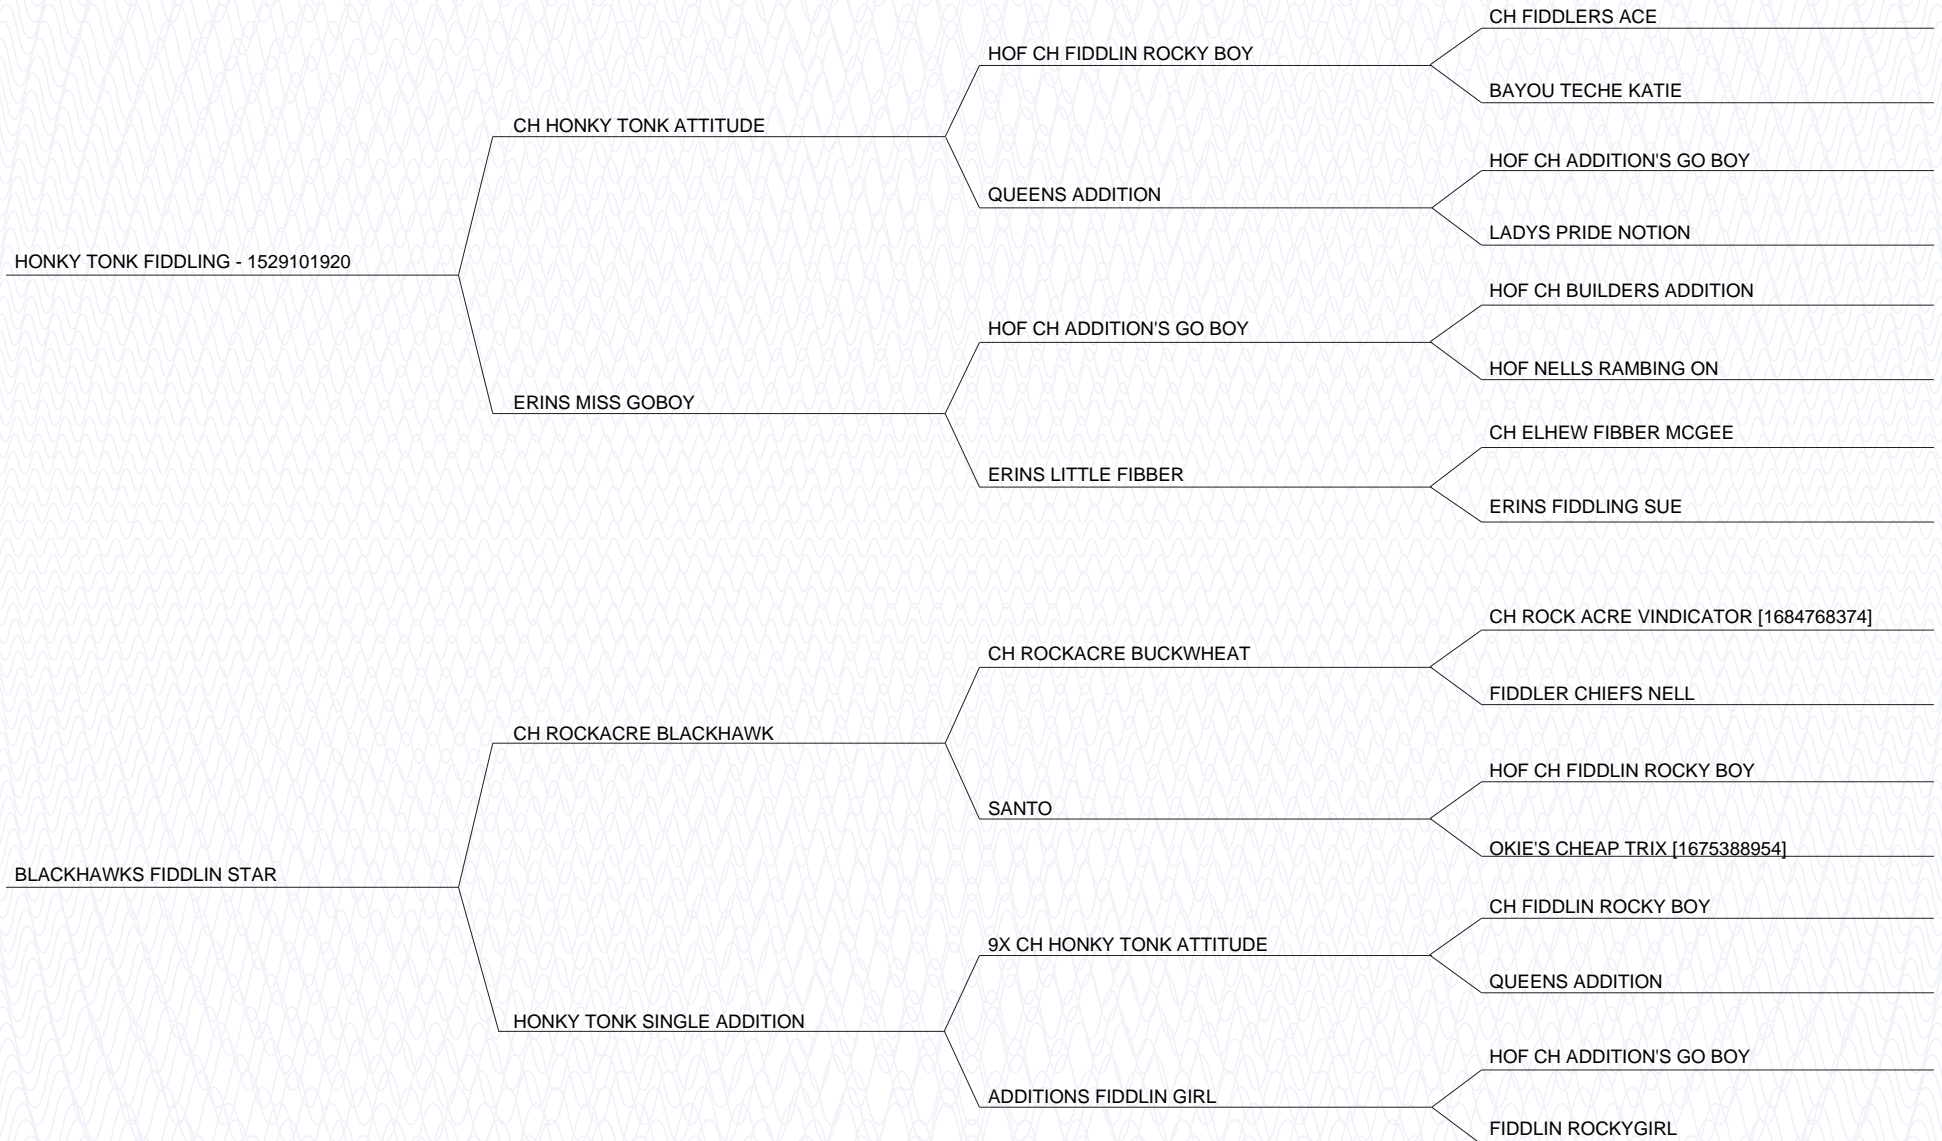 CH FIDDLERS ACE
HOF CH FIDDLIN ROCKY BOY
BAYOU TECHE KATIE
CH HONKY TONK ATTITUDE
HOF CH ADDITION'S GO BOY
QUEENS ADDITION
LADYS PRIDE NOTION
HONKY TONK FIDDLING - 1529101920
HOF CH BUILDERS ADDITION
HOF CH ADDITION'S GO BOY
HOF NELLS RAMBING ON
ERINS MISS GOBOY
CH ELHEW FIBBER MCGEE
ERINS LITTLE FIBBER
ERINS FIDDLING SUE
CH ROCK ACRE VINDICATOR [1684768374]
CH ROCKACRE BUCKWHEAT
FIDDLER CHIEFS NELL
CH ROCKACRE BLACKHAWK
HOF CH FIDDLIN ROCKY BOY
SANTO
OKIE'S CHEAP TRIX [1675388954]
BLACKHAWKS FIDDLIN STAR
CH FIDDLIN ROCKY BOY
9X CH HONKY TONK ATTITUDE
QUEENS ADDITION
HONKY TONK SINGLE ADDITION
HOF CH ADDITION'S GO BOY
ADDITIONS FIDDLIN GIRL
FIDDLIN ROCKYGIRL